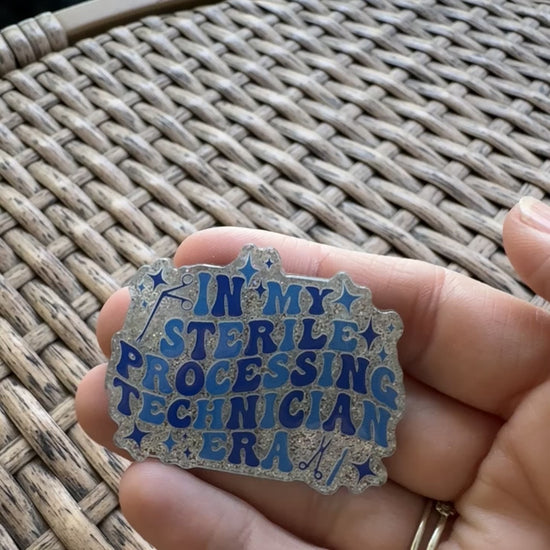 IN MY
STERILE
PROCESSING
TECHNICIAN
ERA